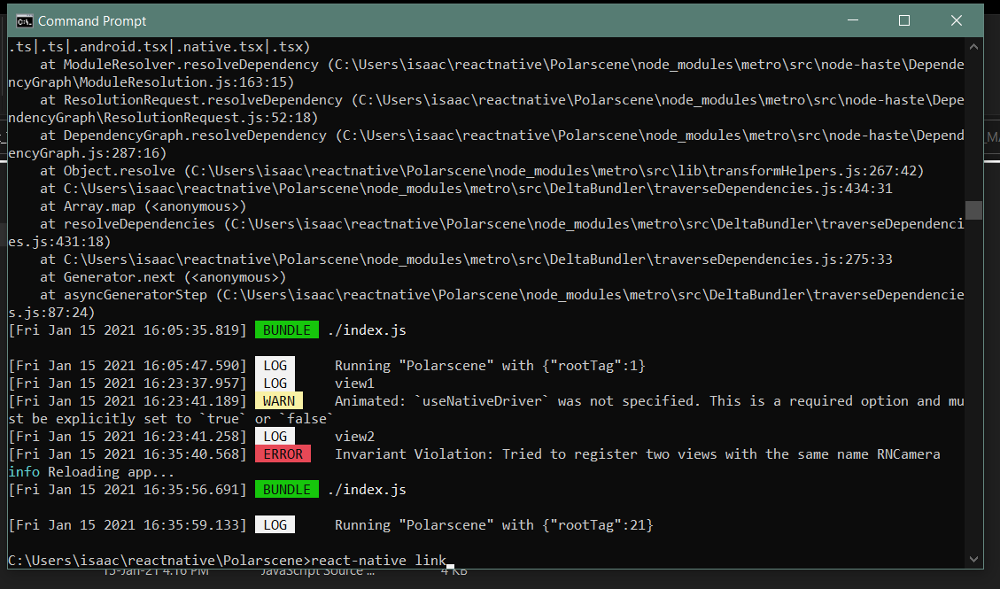 Command Prompt
.ts|.ts|.android.tsx|.native.tsx|.tsx)
    at ModuleResolver.resolveDependency (C:\Users\isaac\reactnative\Polarscene\node_modules\metro\src\node-haste\Depende
ncyGraph\ModuleResolution.js:163:15)
    at ResolutionRequest.resolveDependency (C:\Users\isaac\reactnative\Polarscene\node_modules\metro\src\node-haste\Depe
ndencyGraph\ResolutionRequest.js:52:18)
    at DependencyGraph.resolveDependency (C:\Users\isaac\reactnative\Polarscene\node_modules\metro\src\node-haste\Depend
encyGraph.js:287:16)
    at Object.resolve (C:\Users\isaac\reactnative\Polarscene\node_modules\metro\src\lib\transformHelpers.js:267:42)
    at C:\Users\isaac\reactnative\Polarscene\node_modules\metro\src\DeltaBundler\traverseDependencies.js:434:31
    at Array.map (<anonymous>)
    at resolveDependencies (C:\Users\isaac\reactnative\Polarscene\node_modules\metro\src\DeltaBundler\traverseDependenci
es.js:431:18)
    at C:\Users\isaac\reactnative\Polarscene\node_modules\metro\src\DeltaBundler\traverseDependencies.js:275:33
    at Generator.next (<anonymous>)
    at asyncGeneratorStep (C:\Users\isaac\reactnative\Polarscene\node_modules\metro\src\DeltaBundler\traverseDependencie
s.js:87:24)
[Fri Jan 15 2021 16:05:35.819] BUNDLE ./index.js
[Fri Jan 15 2021 16:05:47.590] LOG Running "Polarscene" with {"rootTag":1}
[Fri Jan 15 2021 16:23:37.957] LOG view1
[Fri Jan 15 2021 16:23:41.189] WARN Animated: `useNativeDriver` was not specified. This is a required option and mu
st be explicitly set to `true` or `false`
[Fri Jan 15 2021 16:23:41.258] LOG view2
[Fri Jan 15 2021 16:35:40.568] ERROR Invariant Violation: Tried to register two views with the same name RNCamera
info Reloading app...
[Fri Jan 15 2021 16:35:56.691] BUNDLE ./index.js
[Fri Jan 15 2021 16:35:59.133] LOG Running "Polarscene" with {"rootTag":21}
C:\Users\isaac\reactnative\Polarscene>react-native link
15-Jan-21 4:16 PM JavaScript Source ... 4 KB